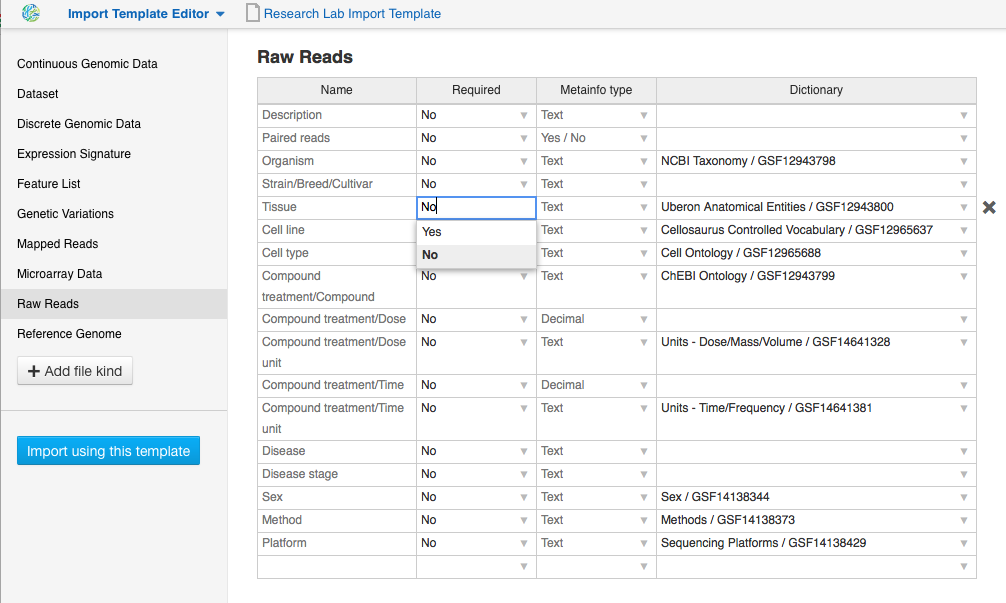 Import Template Editor
Research Lab Import Template
Continuous Genomic Data
Dataset
Discrete Genomic Data
Expression Signature
Feature List
Genetic Variations
Mapped Reads
Microarray Data
Raw Reads
Reference Genome
Add file kind
Import using this template
Raw Reads
Name Required Metainfo type Dictionary
Description No Text
Paired reads No Yes / No
Organism No Text NCBI Taxonomy / GSF12943798
Strain/Breed/Cultivar No Text
Tissue No Text Uberon Anatomical Entities / GSF12943800
Cell line Yes Text Cellosaurus Controlled Vocabulary / GSF12965637
Cell type No Text Cell Ontology / GSF12965688
Compound No Text ChEBI Ontology / GSF12943799
treatment/Compound
Compound treatment/Dose No Decimal
Compound treatment/Dose No Text Units - Dose/Mass/Volume / GSF14641328
unit
Compound treatment/Time No Decimal
Compound treatment/Time No Text Units - Time/Frequency / GSF14641381
unit
Disease No Text
Disease stage No Text
Sex No Text Sex / GSF14138344
Method No Text Methods / GSF14138373
Platform No Text Sequencing Platforms / GSF14138429